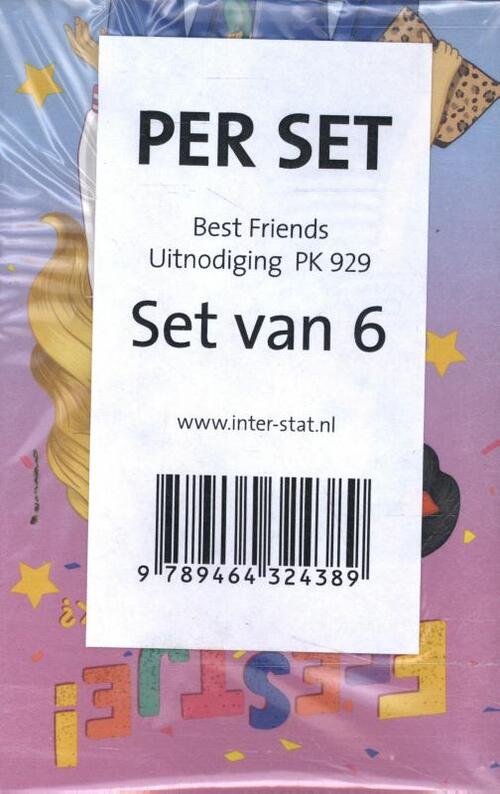 PER SET
Best Friends
Uitnodiging PK 929
Set van 6
www.inter-stat.nl
9 789464 324389
FEESTJE!